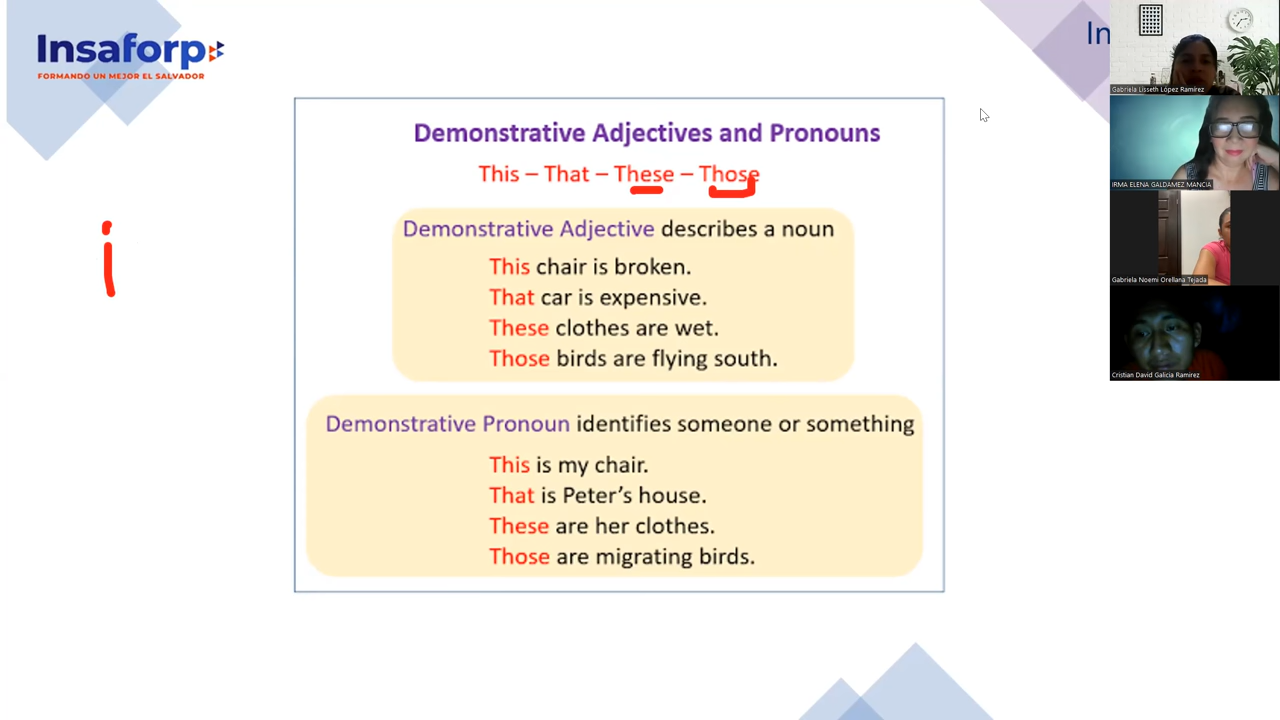 Insaforp
FORMANDO UN MEJOR EL SALVADOR
In
Demonstrative Adjectives and Pronouns
This – That – These – Those
Demonstrative Adjective describes a noun
This chair is broken.
That car is expensive.
These clothes are wet.
Those birds are flying south.
Demonstrative Pronoun identifies someone or something
This is my chair.
That is Peter's house.
These are her clothes.
Those are migrating birds.
i
Gabriela Lisseth López Ramírez
IRMA ELENA GALDAMEZ MANCIA
Gabriela Noemi Orellana Tejada
Cristian David Galicia Ramirez